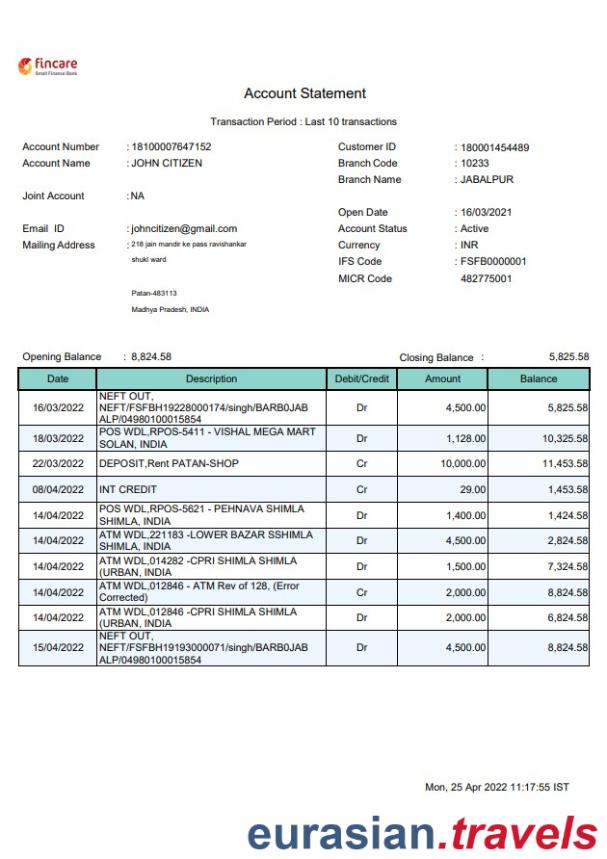 fincare
Small Finance Bank
Account Statement
Transaction Period : Last 10 transactions
Account Number : 18100007647152
Account Name : JOHN CITIZEN
Joint Account : NA
Email ID : johncitizen@gmail.com
Mailing Address : 218 jain mandir ke pass ravishankar
shukl ward
Patan-483113
Madhya Pradesh, INDIA
Customer ID : 180001454489
Branch Code : 10233
Branch Name : JABALPUR
Open Date : 16/03/2021
Account Status : Active
Currency : INR
IFS Code : FSFB0000001
MICR Code 482775001
Opening Balance : 8,824.58
Closing Balance : 5,825.58
Date Description Debit/Credit Amount Balance
16/03/2022 NEFT OUT,
NEFT/FSFBH19228000174/singh/BARB0JAB
ALP/04980100015854 Dr 4,500.00 5,825.58
18/03/2022 POS WDL,RPOS-5411 - VISHAL MEGA MART
SOLAN, INDIA Dr 1,128.00 10,325.58
22/03/2022 DEPOSIT,Rent PATAN-SHOP Cr 10,000.00 11,453.58
08/04/2022 INT CREDIT Cr 29.00 1,453.58
14/04/2022 POS WDL,RPOS-5621 - PEHNAVA SHIMLA
SHIMLA, INDIA Dr 1,400.00 1,424.58
14/04/2022 ATM WDL,221183 -LOWER BAZAR SSHIMLA
SHIMLA, INDIA Dr 4,500.00 2,824.58
14/04/2022 ATM WDL,014282 -CPRI SHIMLA SHIMLA
(URBAN, INDIA Dr 1,500.00 7,324.58
14/04/2022 ATM WDL,012846 - ATM Rev of 128, (Error
Corrected) Cr 2,000.00 8,824.58
14/04/2022 ATM WDL,012846 -CPRI SHIMLA SHIMLA
(URBAN, INDIA Dr 2,000.00 6,824.58
15/04/2022 NEFT OUT,
NEFT/FSFBH19193000071/singh/BARB0JAB
ALP/04980100015854 Dr 4,500.00 8,824.58
Mon, 25 Apr 2022 11:17:55 IST
eurasian.travels